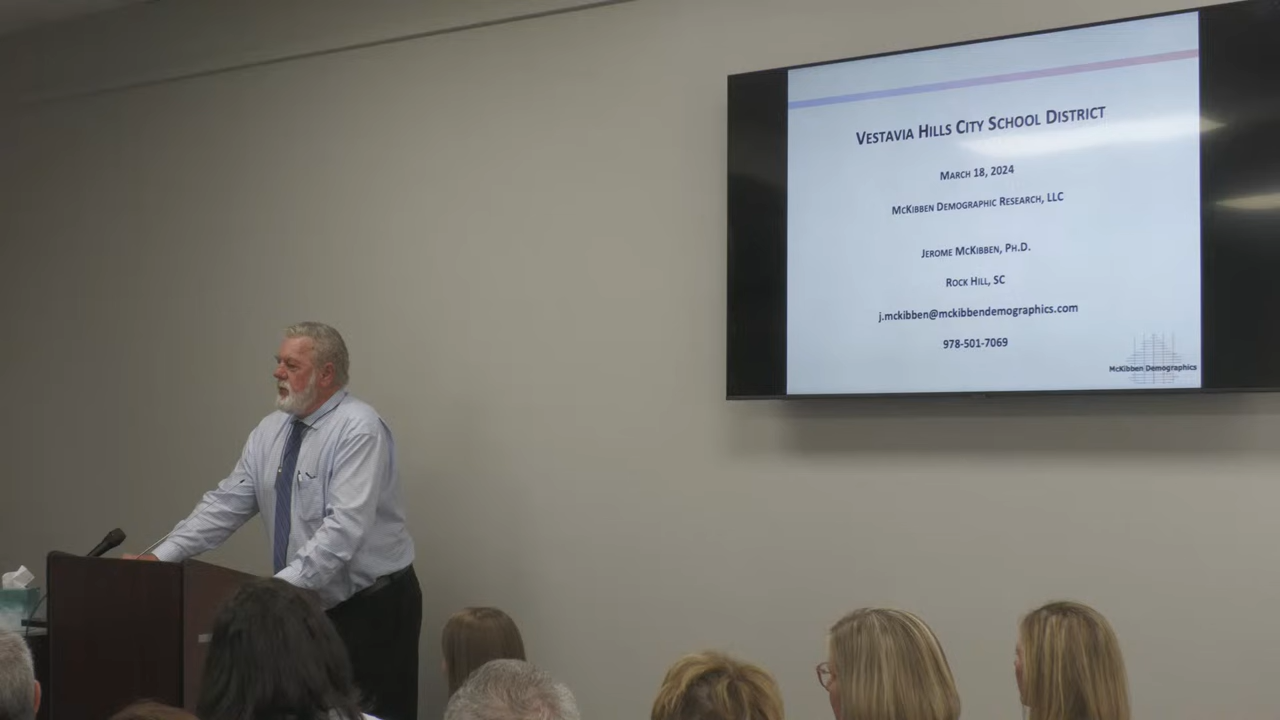 VESTAVIA HILLS CITY SCHOOL DISTRICT
MARCH 18, 2024
MCKIBBEN DEMOGRAPHIC RESEARCH, LLC
JEROME MCKIBBEN, PH.D.
ROCK HILL, SC
j.mckibben@mckibbendemographics.com
978-501-7069
McKibben Demographics